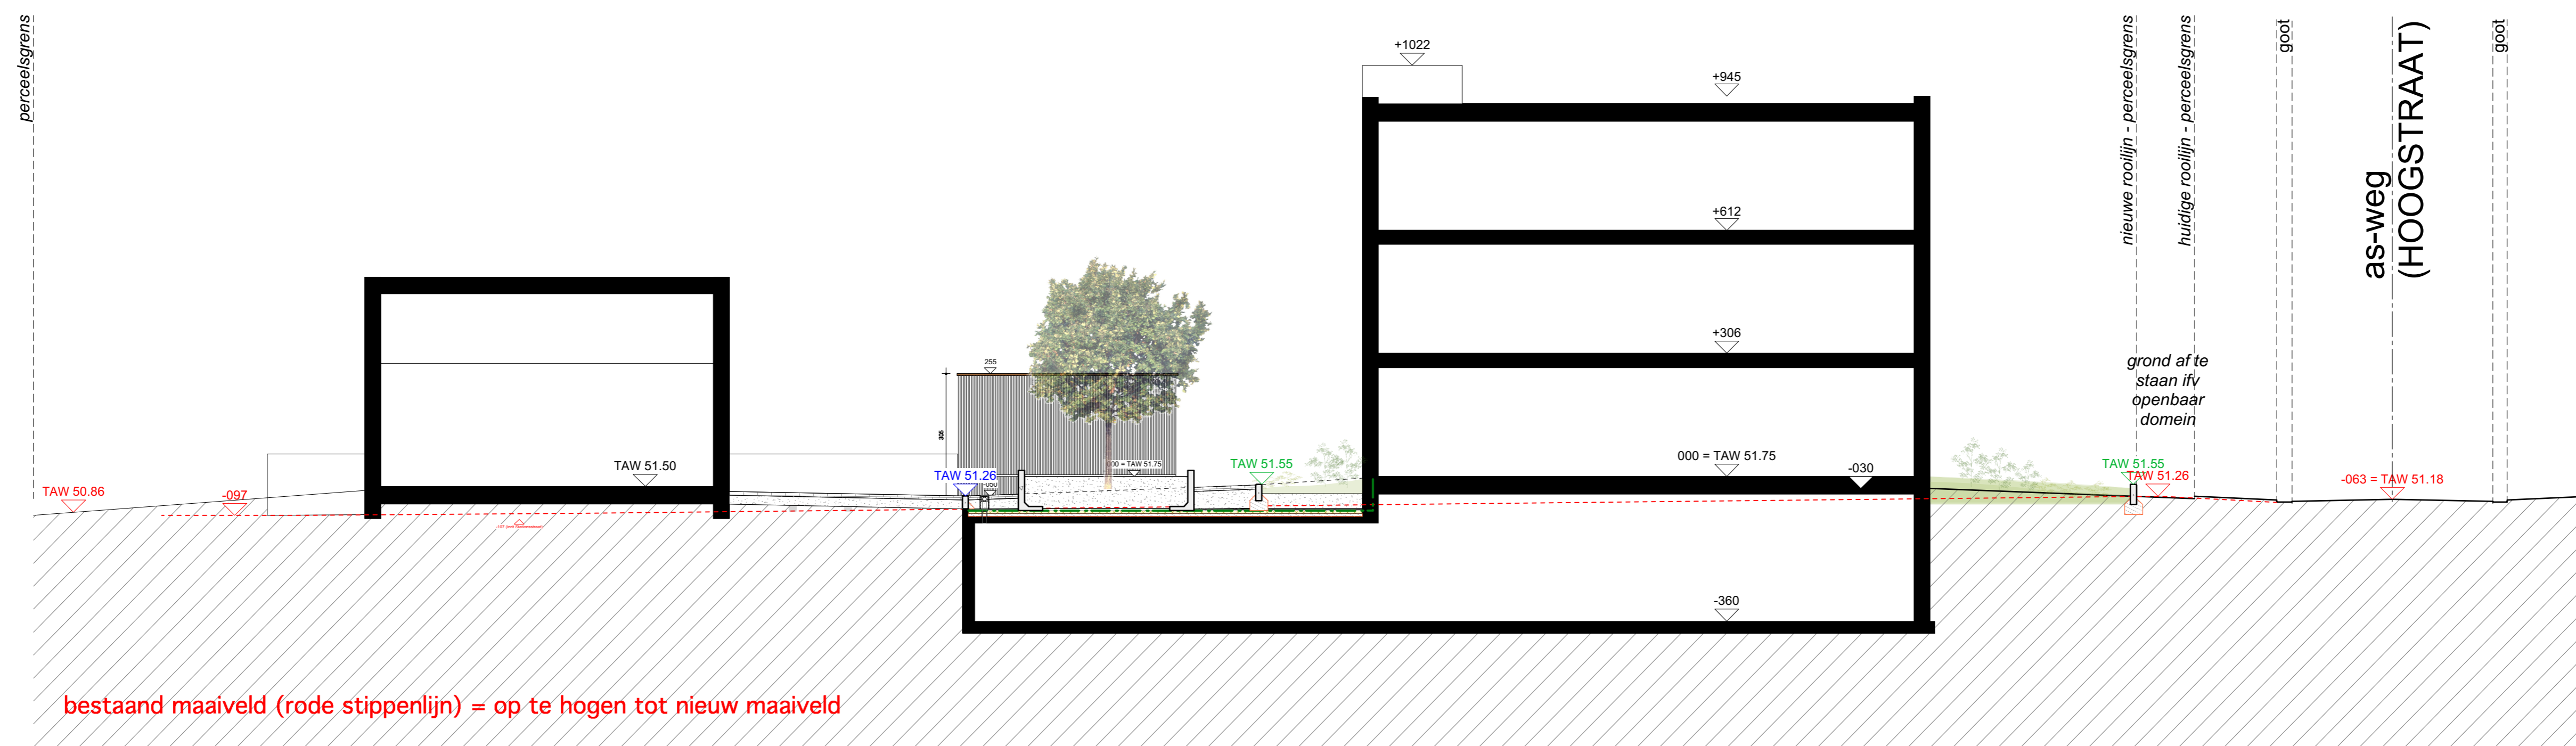 perceelsgrens
+1022
+945
+612
+306
000 = TAW 51.75
-030
-360
nieuwe rooilijn - perceelsgrens
huidige rooilijn - perceelsgrens
goot
as-weg
(HOOGSTRAAT)
goot
grond af te
staan ifv
openbaar
domein
TAW 51.55
TAW 51.26
-063 = TAW 51.18
TAW 50.86
-097
TAW 51.50
255
TAW 51.26
-050
000 = TAW 51.75
TAW 51.55
bestaand maaiveld (rode stippenlijn) = op te hogen tot nieuw maaiveld